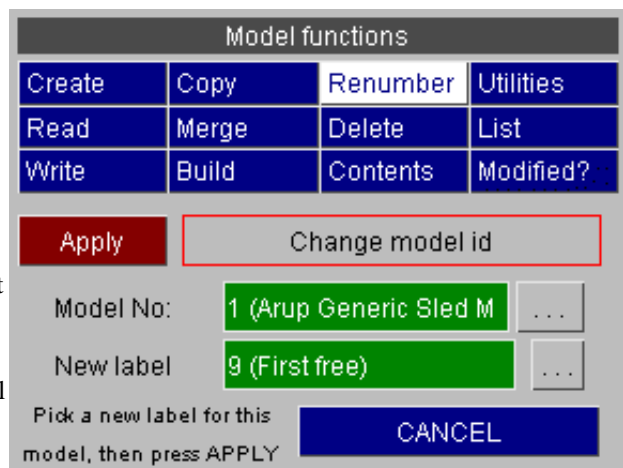 Model functions
Create Copy Renumber Utilities
Read Merge Delete List
Write Build Contents Modified?
Apply Change model id
t
Model No: 1 (Arup Generic Sled M ...
New label 9 (First free) ...
l
Pick a new label for this
model, then press APPLY
CANCEL